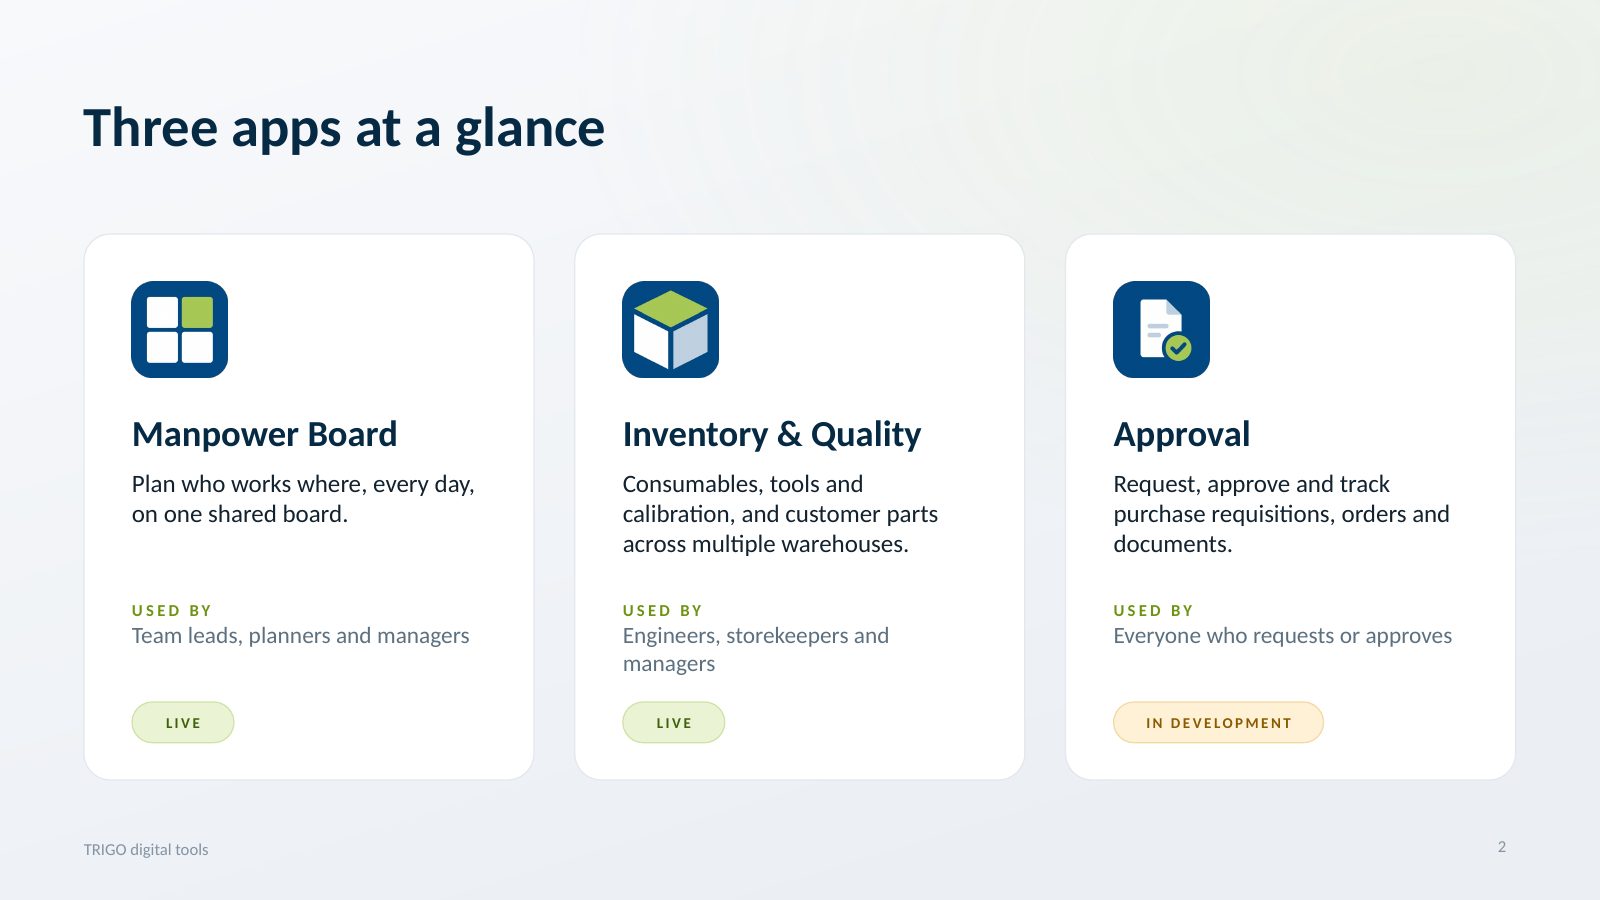 Three apps at a glance
Manpower Board
Plan who works where, every day,
on one shared board.
USED BY
Team leads, planners and managers
LIVE
Inventory & Quality
Consumables, tools and
calibration, and customer parts
across multiple warehouses.
USED BY
Engineers, storekeepers and
managers
LIVE
Approval
Request, approve and track
purchase requisitions, orders and
documents.
USED BY
Everyone who requests or approves
IN DEVELOPMENT
TRIGO digital tools
2